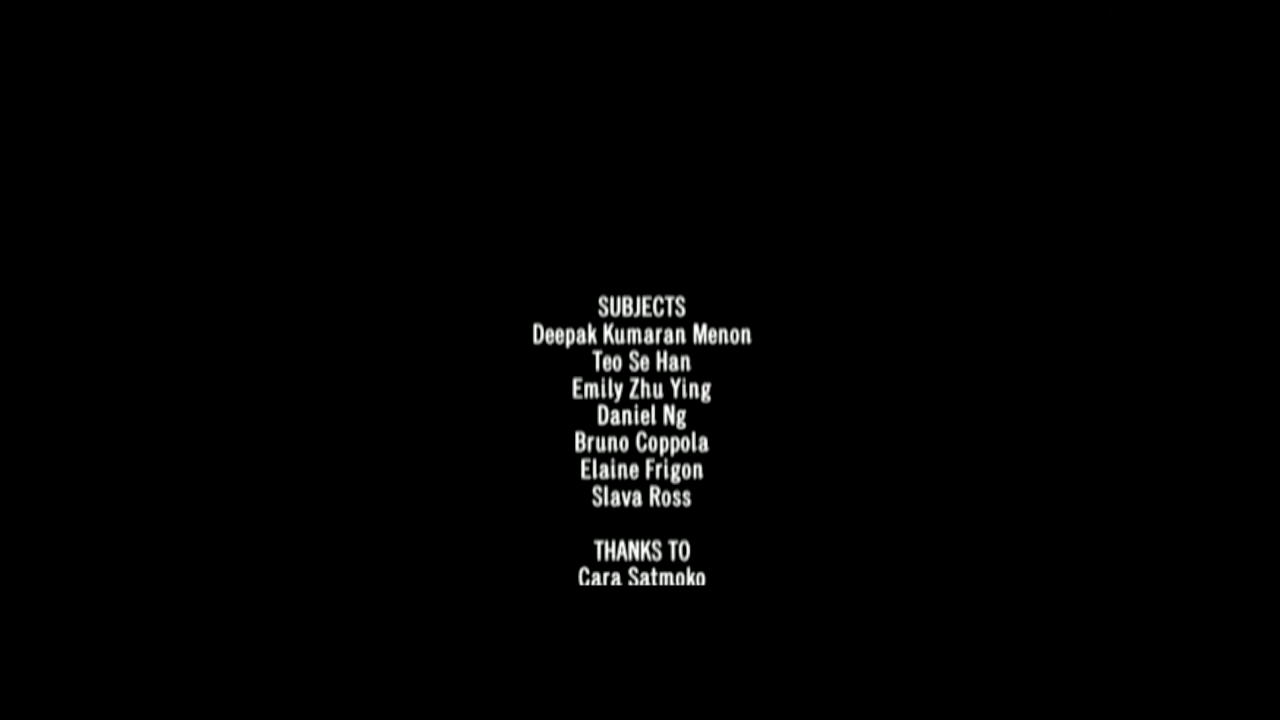 SUBJECTS
Deepak Kumaran Menon
Teo Se Han
Emily Zhu Ying
Daniel Ng
Bruno Coppola
Elaine Frigon
Slava Ross
THANKS TO
Cara Satmoko